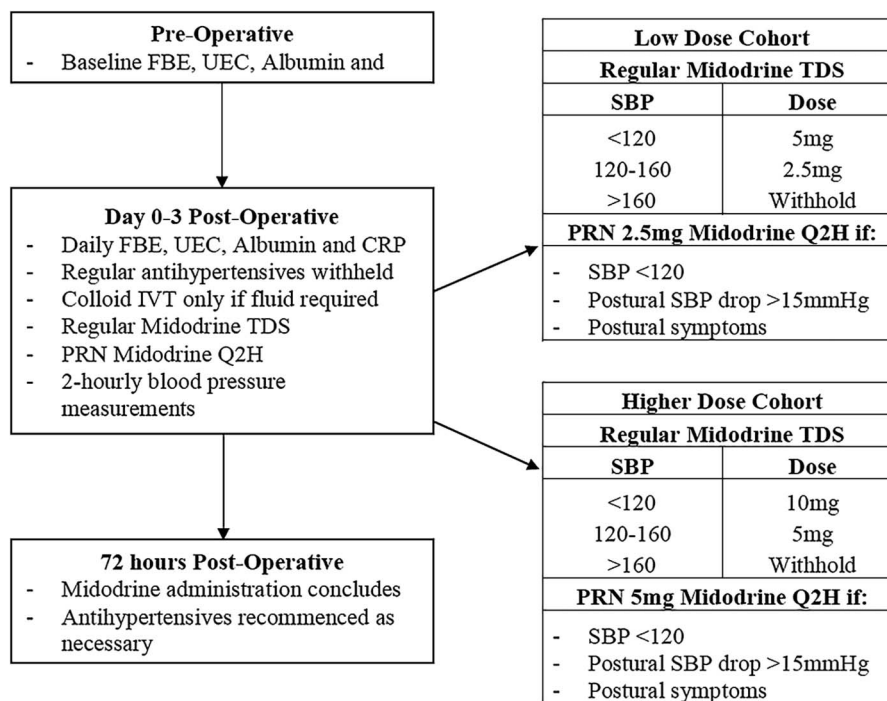 Pre-Operative
- Baseline FBE, UEC, Albumin and
Day 0-3 Post-Operative
- Daily FBE, UEC, Albumin and CRP
- Regular antihypertensives withheld
- Colloid IVT only if fluid required
- Regular Midodrine TDS
- PRN Midodrine Q2H
- 2-hourly blood pressure
measurements
72 hours Post-Operative
- Midodrine administration concludes
- Antihypertensives recommenced as
necessary
Low Dose Cohort
Regular Midodrine TDS
SBP Dose
<120 5mg
120-160 2.5mg
>160 Withhold
PRN 2.5mg Midodrine Q2H if:
- SBP <120
- Postural SBP drop >15mmHg
- Postural symptoms
Higher Dose Cohort
Regular Midodrine TDS
SBP Dose
<120 10mg
120-160 5mg
>160 Withhold
PRN 5mg Midodrine Q2H if:
- SBP <120
- Postural SBP drop >15mmHg
- Postural symptoms